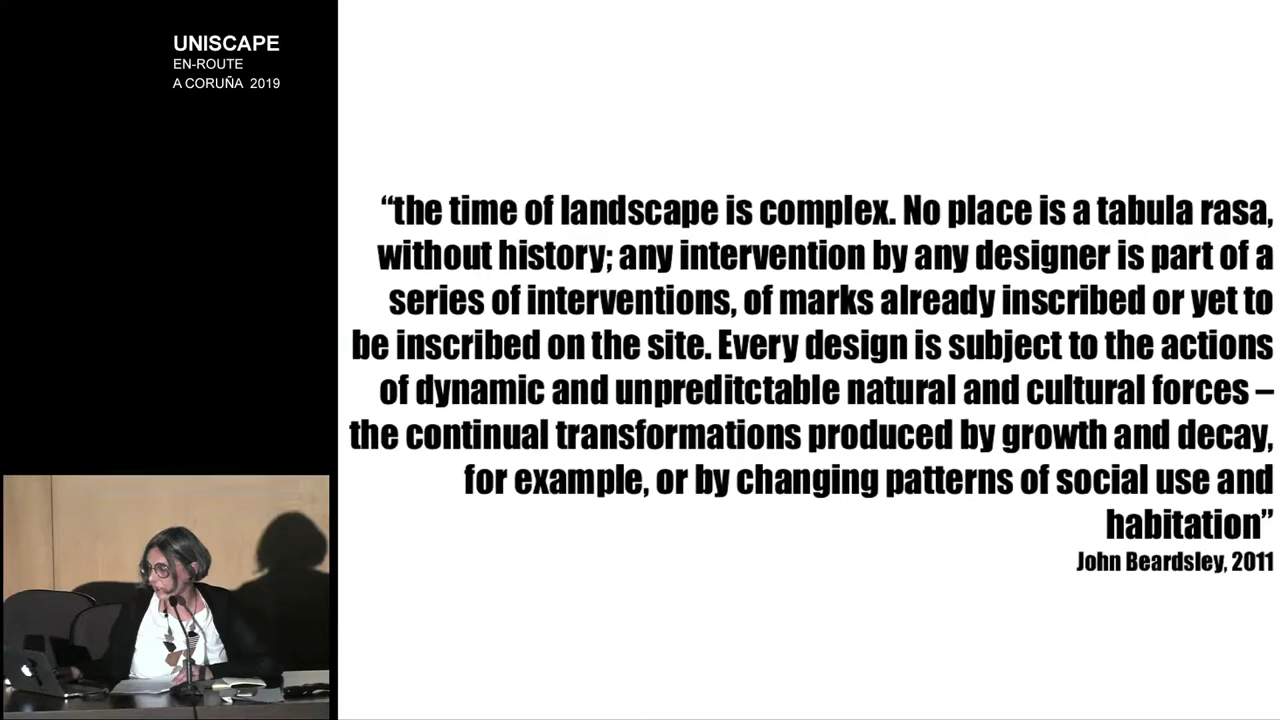 UNISCAPE
EN-ROUTE
A CORUÑA 2019
“the time of landscape is complex. No place is a tabula rasa,
without history; any intervention by any designer is part of a
series of interventions, of marks already inscribed or yet to
be inscribed on the site. Every design is subject to the actions
of dynamic and unpreditctable natural and cultural forces –
the continual transformations produced by growth and decay,
for example, or by changing patterns of social use and
habitation”
John Beardsley, 2011